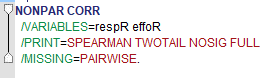 NONPAR CORR
/VARIABLES=respR effoR
/PRINT=SPEARMAN TWOTAIL NOSIG FULL
/MISSING=PAIRWISE.